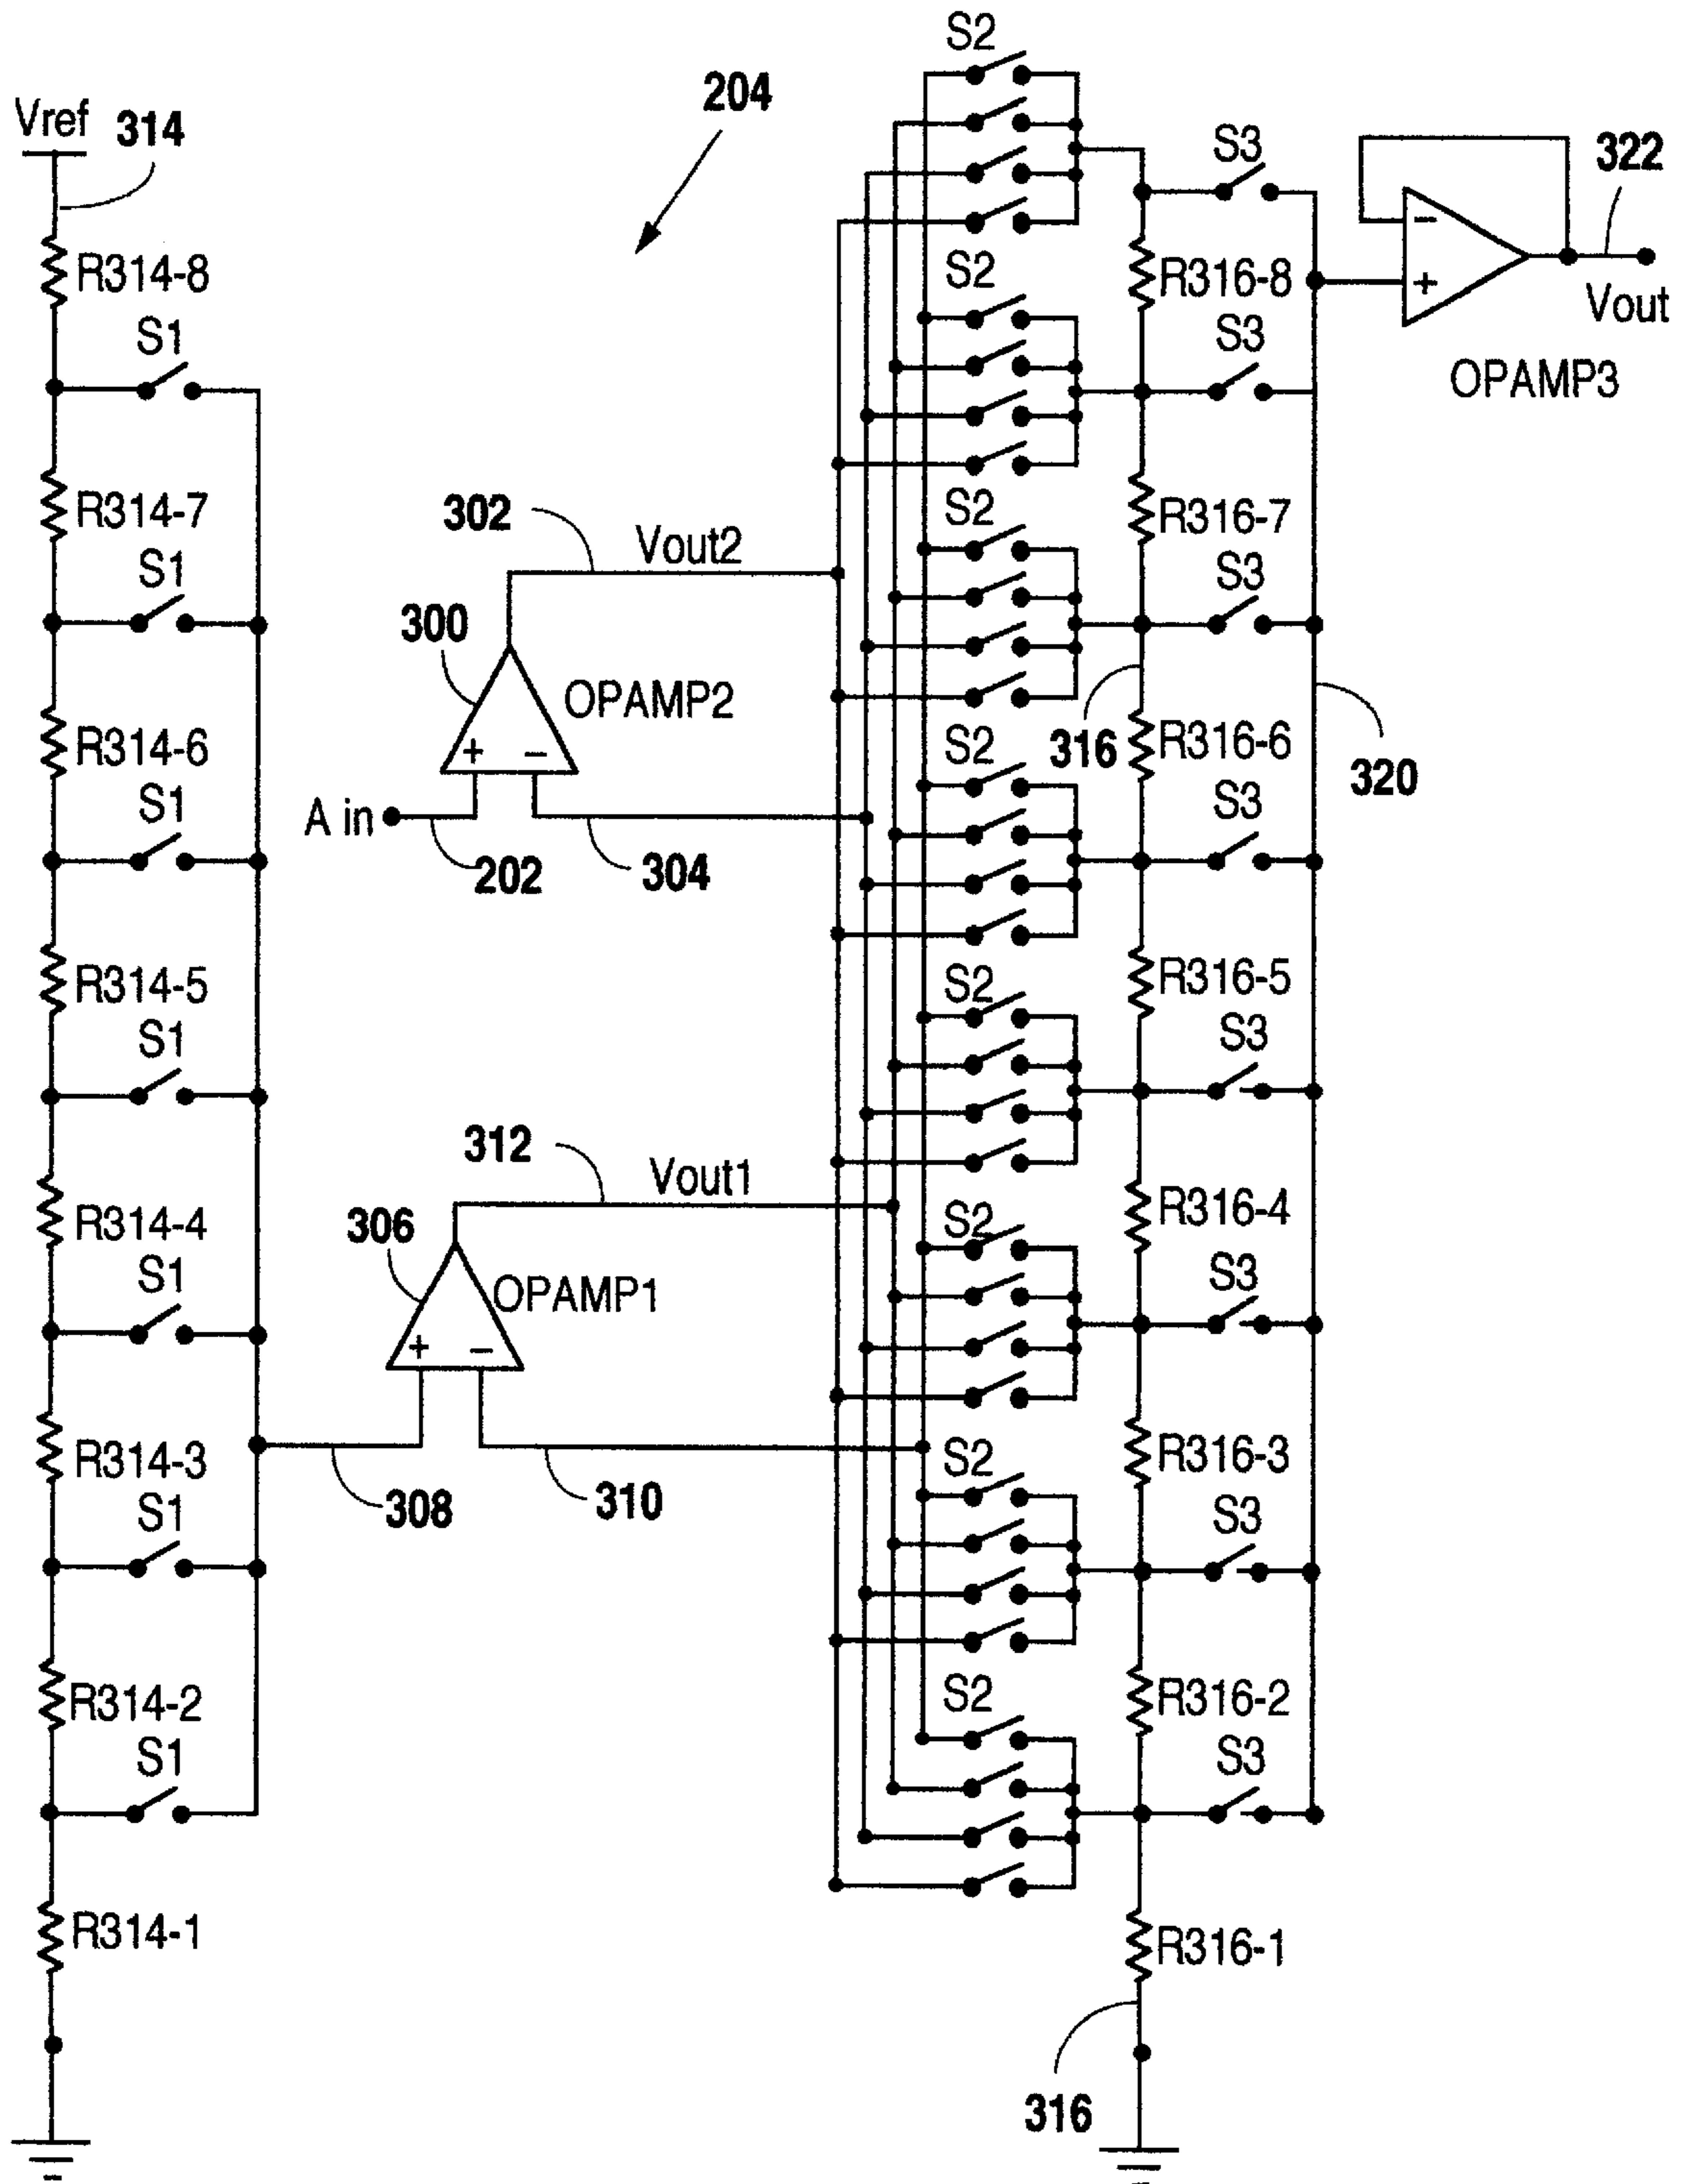 S2
204
Vref 314
S3
322
R314-8
S2
R316-8
Vout
S1
S3
OPAMP3
R314-7
302
Vout2
S2
R316-7
S1
300
S3
OPAMP2
R314-6
S2
316
R316-6
320
S1
+ −
S3
A in
202
304
R314-5
S2
R316-5
S1
S3
312
Vout1
R314-4
306
S2
R316-4
S1
OPAMP1
S3
+ −
R314-3
S2
R316-3
S1
308
310
S3
R314-2
S2
R316-2
S1
S3
R314-1
R316-1
316
−
+